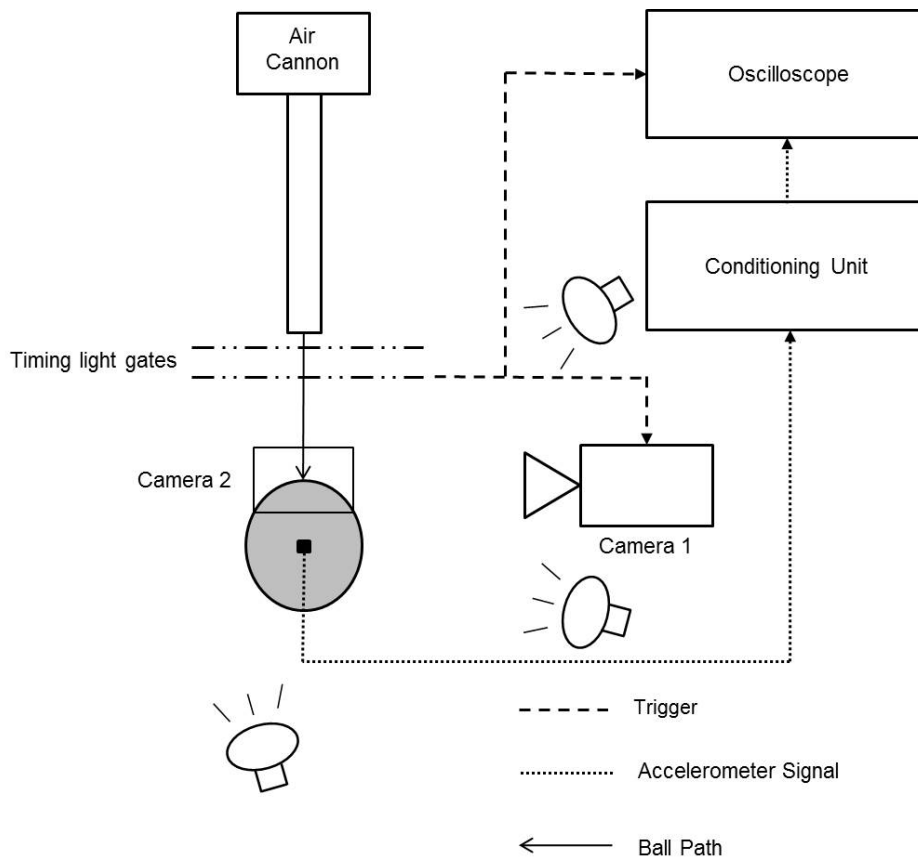 Air
Cannon
Oscilloscope
Conditioning Unit
Timing light gates
Camera 2
Camera 1
Trigger
Accelerometer Signal
Ball Path